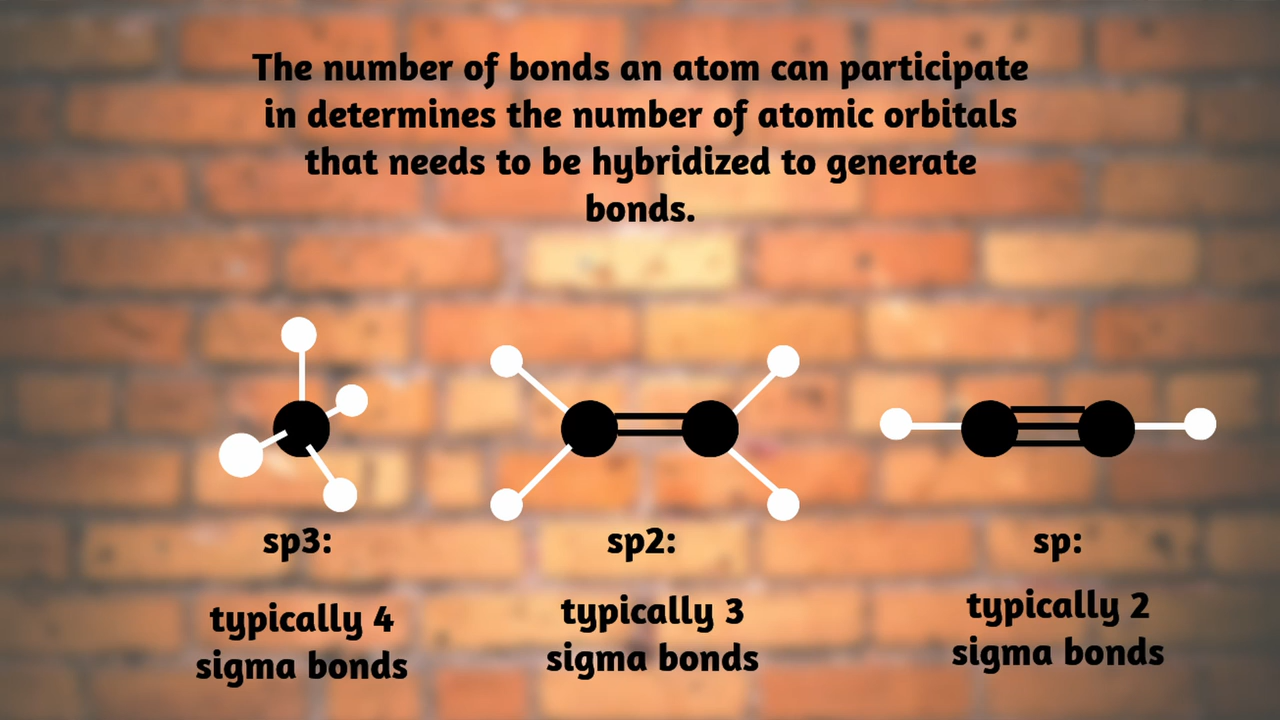 The number of bonds an atom can participate
in determines the number of atomic orbitals
that needs to be hybridized to generate
bonds.
sp3:
typically 4
sigma bonds
sp2:
typically 3
sigma bonds
sp:
typically 2
sigma bonds